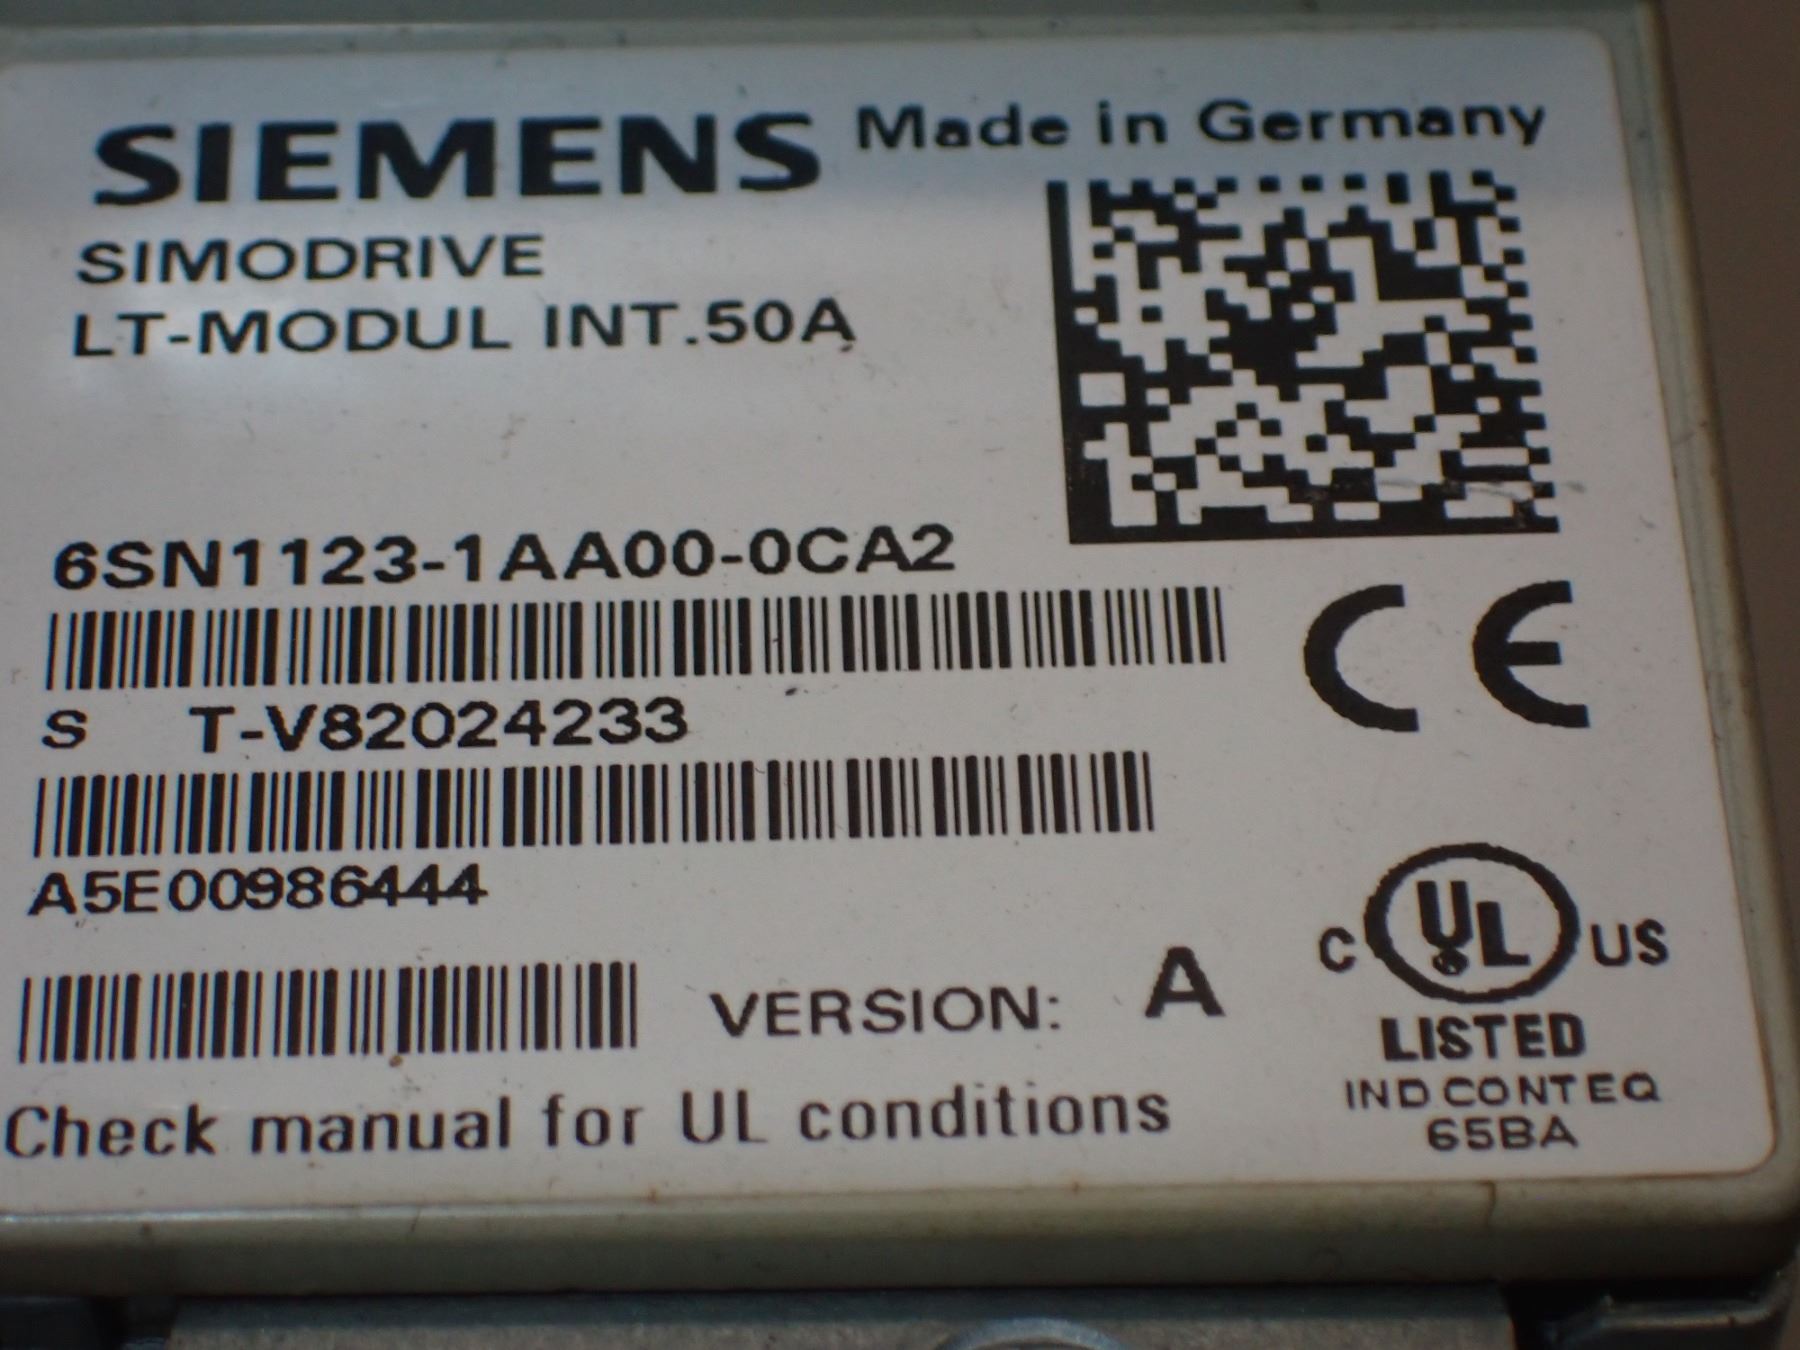 SIEMENS Made in Germany
SIMODRIVE
LT-MODUL INT.50A
6SN1123-1AA00-0CA2
S T-V82024233
A5E00986444
VERSION: A
Check manual for UL conditions
CE
C UL US
LISTED
IND.CONT.EQ
65BA